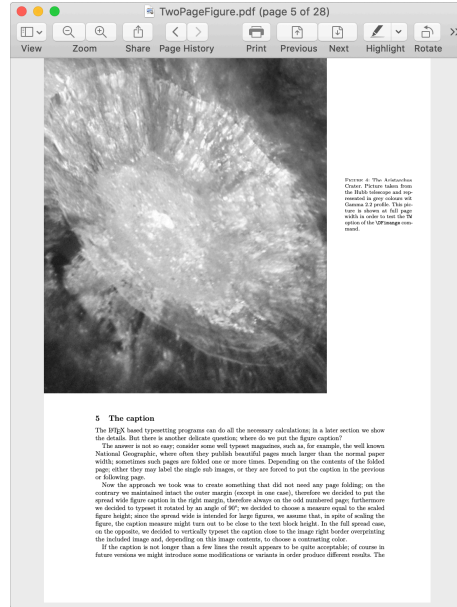 TwoPageFigure.pdf (page 5 of 28)
View Zoom Share Page History Print Previous Next Highlight Rotate
FIGURE 4: The Aristarchus
Crater. Picture taken from
the Hubb telescope and rep-
resented in grey colours wit
Gamma 2.2 profile. This pic-
ture is shown at full page
width in order to test the TW
option of the \DFimage com-
mand.
5 The caption
The LATEX based typesetting programs can do all the necessary calculations; in a later section we show
the details. But there is another delicate question; where do we put the figure caption?
The answer is not so easy; consider some well typeset magazines, such as, for example, the well known
National Geographic, where often they publish beautiful pages much larger than the normal paper
width; sometimes such pages are folded one or more times. Depending on the contents of the folded
page; either they may label the single sub images, or they are forced to put the caption in the previous
or following page.
Now the approach we took was to create something that did not need any page folding; on the
contrary we mantained intact the outer margin (except in one case), therefore we decided to put the
spread wide figure caption in the right margin, therefore always on the odd numbered page; furthermore
we decided to typeset it rotated by an angle of 90°; we decided to choose a measure equal to the scaled
figure height; since the spread wide is intended for large figures, we assume that, in spite of scaling the
figure, the caption measure might turn out to be close to the text block height. In the full spread case,
on the opposite, we decided to vertically typeset the caption close to the image right border overprinting
the included image and, depending on this image contents, to choose a contrasting color.
If the caption is not longer than a few lines the result appears to be quite acceptable; of course in
future versions we might introduce some modifications or variants in order produce different results. The